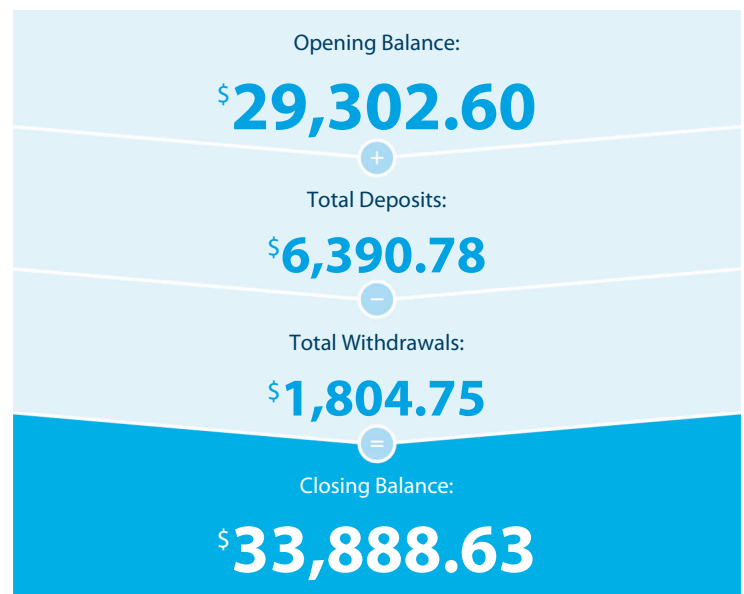 Opening Balance:
$29,302.60
+
Total Deposits:
$6,390.78
−
Total Withdrawals:
$1,804.75
=
Closing Balance:
$33,888.63